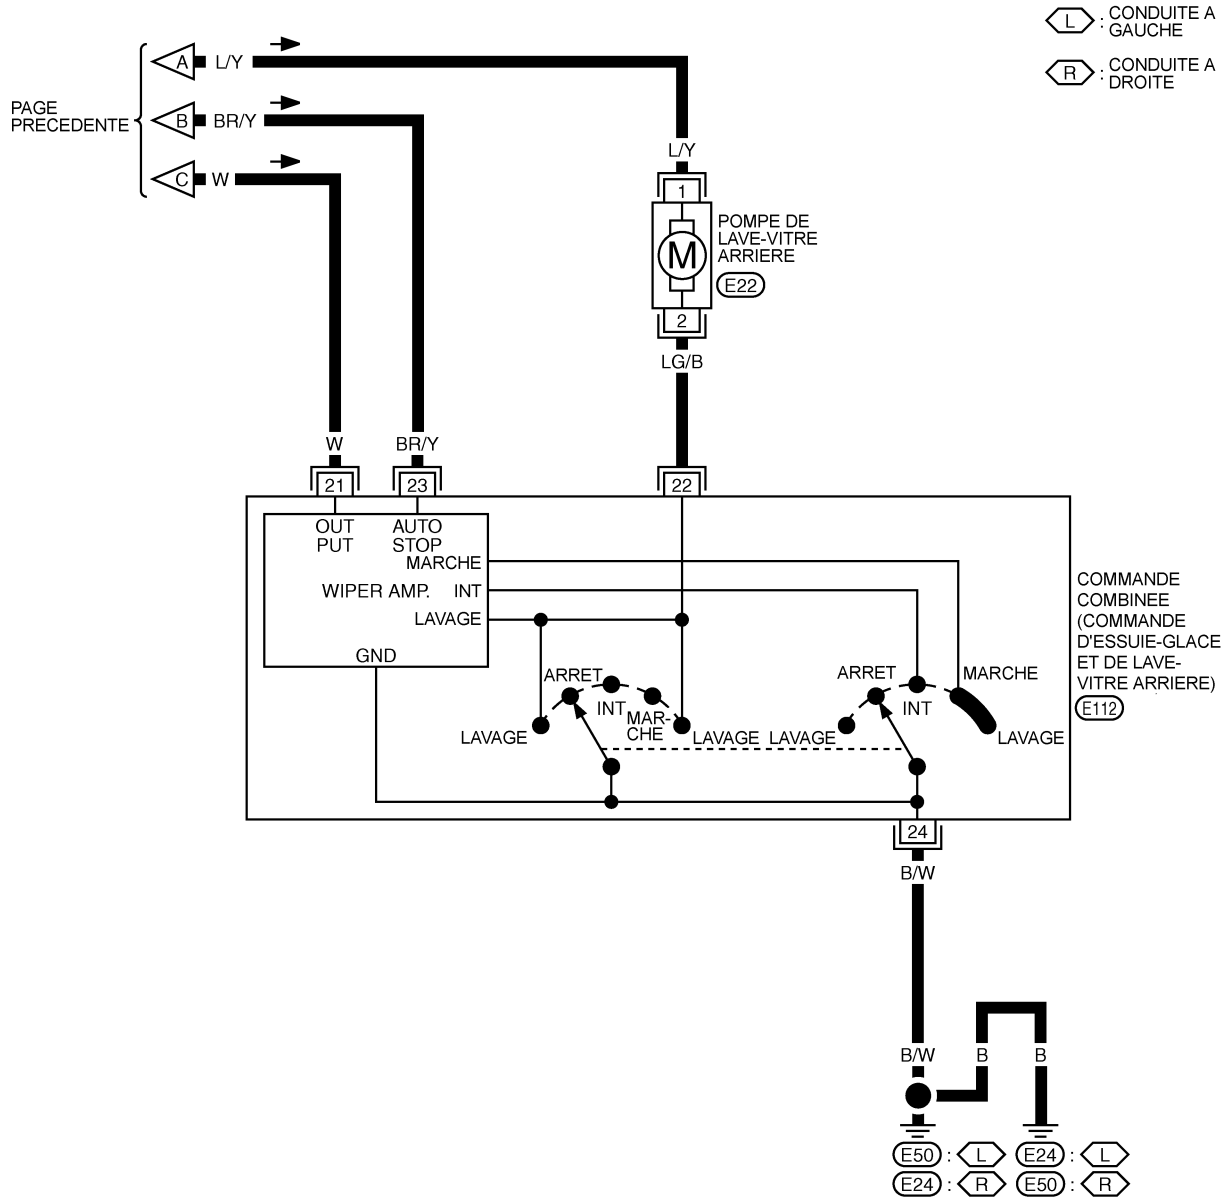 L : CONDUITE A
GAUCHE
R : CONDUITE A
DROITE
PAGE
PRECEDENTE
A L/Y
B BR/Y
C W
L/Y
1
M
POMPE DE
LAVE-VITRE
ARRIERE
E22
2
LG/B
W
BR/Y
21
23
22
OUT
PUT
AUTO
STOP
MARCHE
WIPER AMP.
INT
LAVAGE
GND
COMMANDE
COMBINEE
(COMMANDE
D'ESSUIE-GLACE
ET DE LAVE-
VITRE ARRIERE)
E112
ARRET
INT
MAR-
CHE
LAVAGE
LAVAGE
ARRET
INT
MARCHE
LAVAGE
LAVAGE
24
B/W
B/W
B
B
E50 : L
E24 : L
E24 : R
E50 : R